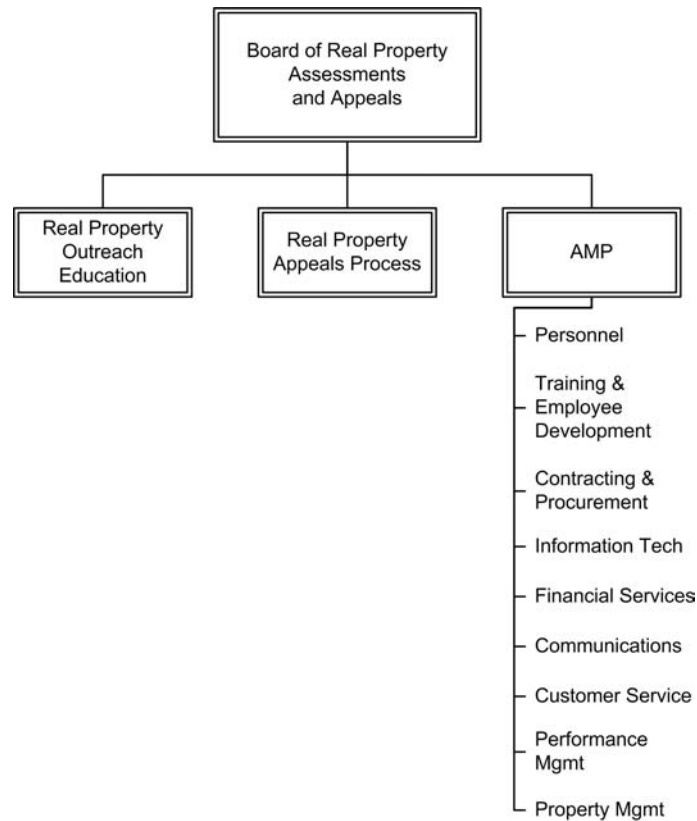 Board of Real Property
Assessments
and Appeals
Real Property
Outreach
Education
Real Property
Appeals Process
AMP
Personnel
Training &
Employee
Development
Contracting &
Procurement
Information Tech
Financial Services
Communications
Customer Service
Performance
Mgmt
Property Mgmt